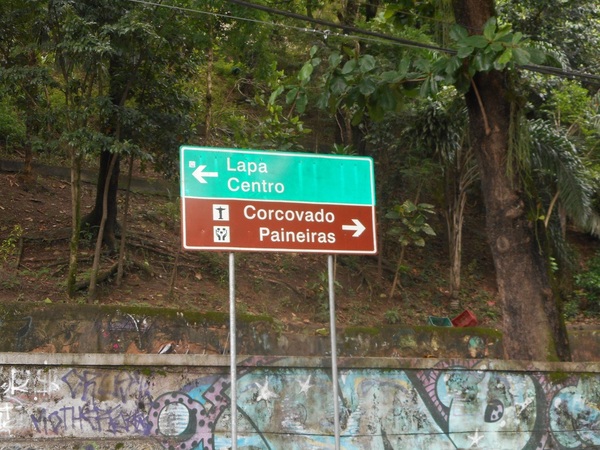 Lapa
Centro
Corcovado
Paineiras